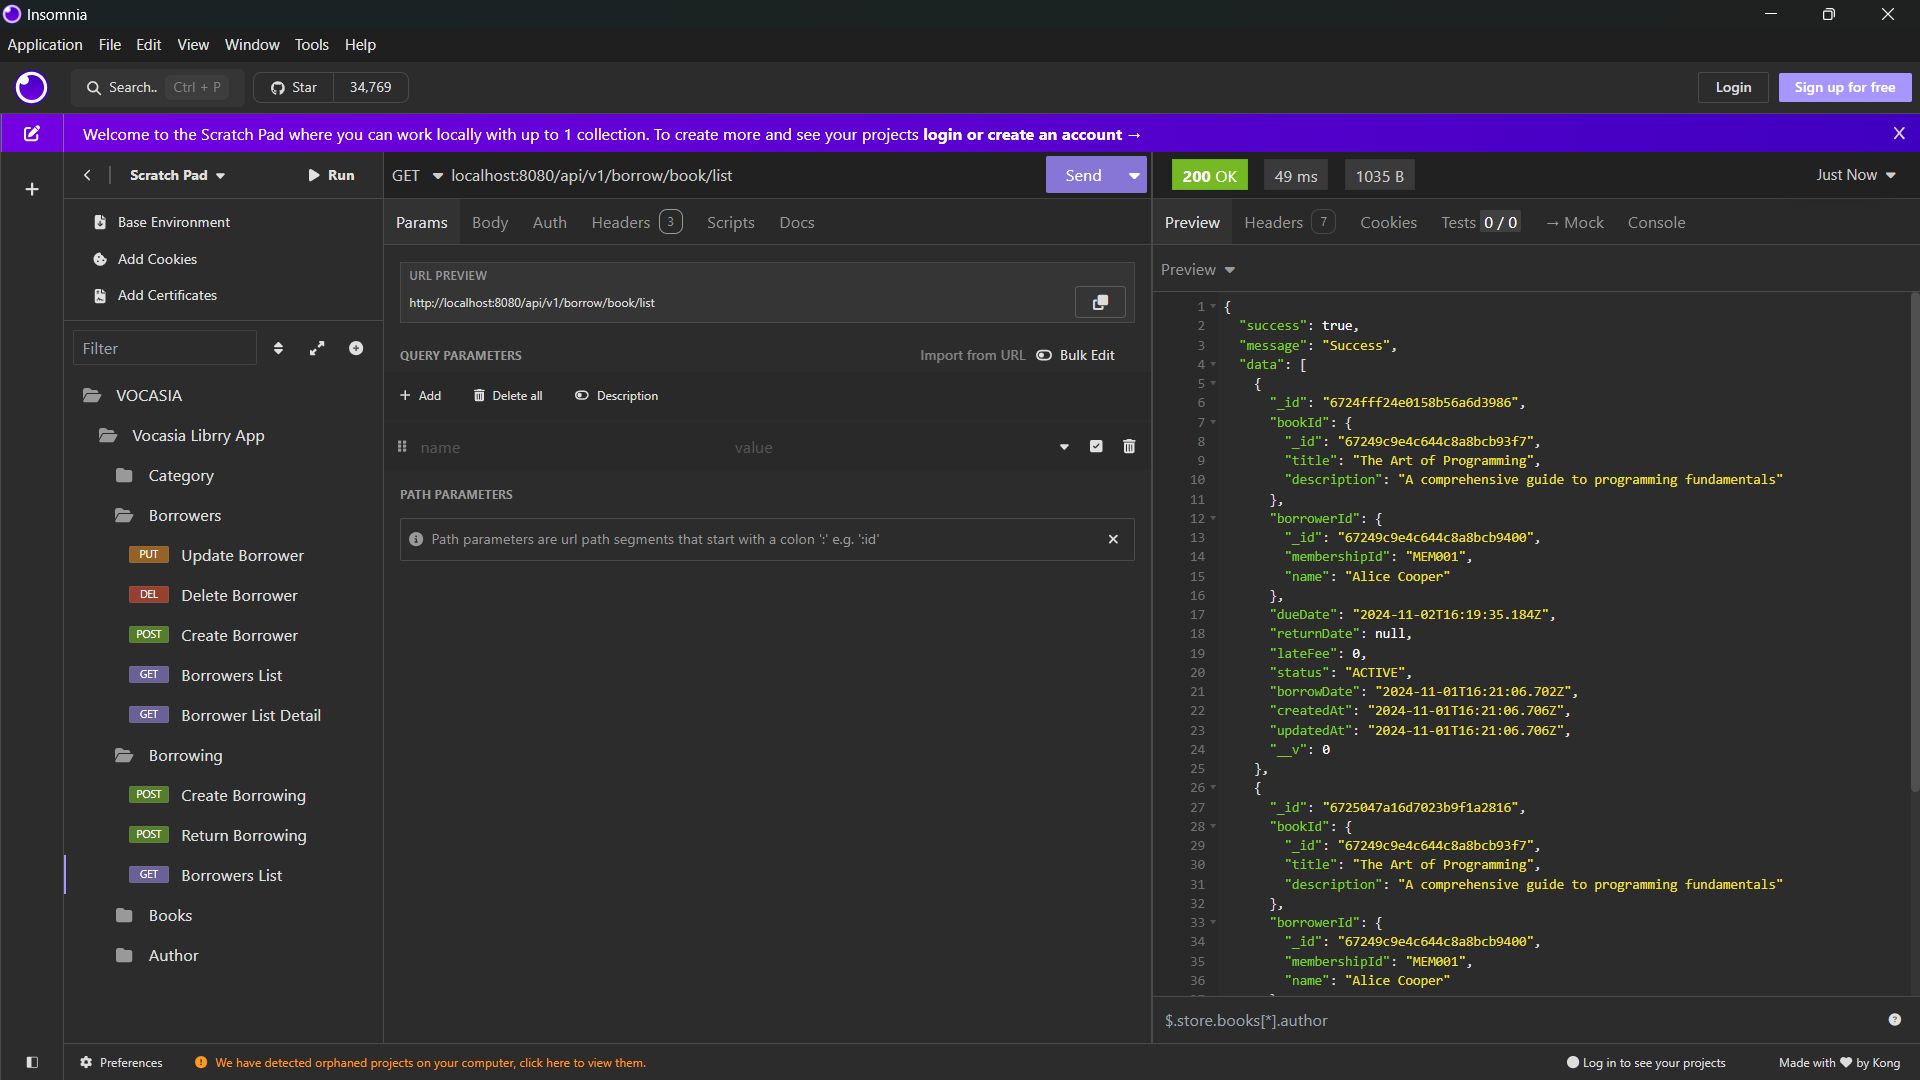 Insomnia
Application File Edit View Window Tools Help
Search.. Ctrl + P Star 34,769 Login Sign up for free
Welcome to the Scratch Pad where you can work locally with up to 1 collection. To create more and see your projects login or create an account →
Scratch Pad Run
Base Environment
Add Cookies
Add Certificates
Filter
VOCASIA
Vocasia Librry App
Category
Borrowers
PUT Update Borrower
DEL Delete Borrower
POST Create Borrower
GET Borrowers List
GET Borrower List Detail
Borrowing
POST Create Borrowing
POST Return Borrowing
GET Borrowers List
Books
Author
GET localhost:8080/api/v1/borrow/book/list Send
Params Body Auth Headers 3 Scripts Docs
URL PREVIEW
http://localhost:8080/api/v1/borrow/book/list
QUERY PARAMETERS Import from URL Bulk Edit
+ Add Delete all Description
name value
PATH PARAMETERS
Path parameters are url path segments that start with a colon ':' e.g. ':id'
200 OK 49 ms 1035 B Just Now
Preview Headers 7 Cookies Tests 0 / 0 → Mock Console
Preview
1 {
2 "success": true,
3 "message": "Success",
4 "data": [
5 {
6 "_id": "6724fff24e0158b56a6d3986",
7 "bookId": {
8 "_id": "67249c9e4c644c8a8bcb93f7",
9 "title": "The Art of Programming",
10 "description": "A comprehensive guide to programming fundamentals"
11 },
12 "borrowerId": {
13 "_id": "67249c9e4c644c8a8bcb9400",
14 "membershipId": "MEM001",
15 "name": "Alice Cooper"
16 },
17 "dueDate": "2024-11-02T16:19:35.184Z",
18 "returnDate": null,
19 "lateFee": 0,
20 "status": "ACTIVE",
21 "borrowDate": "2024-11-01T16:21:06.702Z",
22 "createdAt": "2024-11-01T16:21:06.706Z",
23 "updatedAt": "2024-11-01T16:21:06.706Z",
24 "__v": 0
25 },
26 {
27 "_id": "6725047a16d7023b9f1a2816",
28 "bookId": {
29 "_id": "67249c9e4c644c8a8bcb93f7",
30 "title": "The Art of Programming",
31 "description": "A comprehensive guide to programming fundamentals"
32 },
33 "borrowerId": {
34 "_id": "67249c9e4c644c8a8bcb9400",
35 "membershipId": "MEM001",
36 "name": "Alice Cooper"
$.store.books[*].author
Preferences We have detected orphaned projects on your computer, click here to view them. Log in to see your projects Made with ♥ by Kong